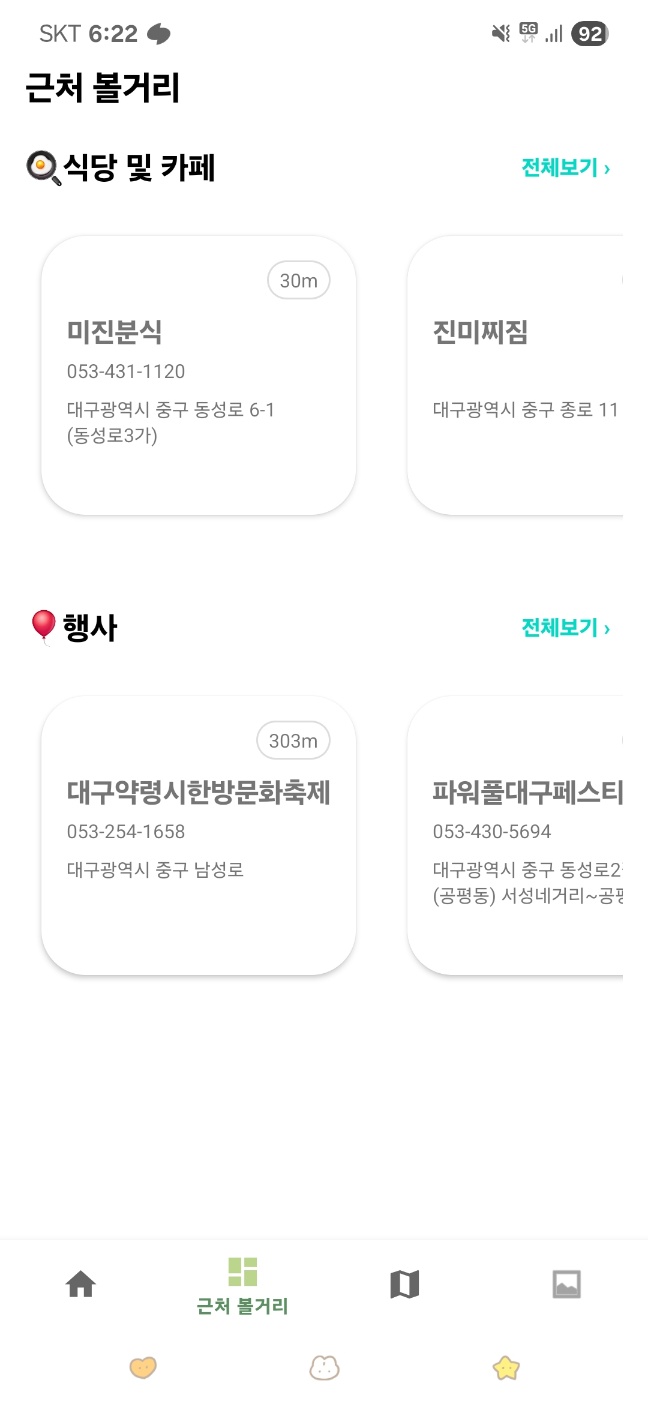 SKT 6:22 5G 92
근처 볼거리
식당 및 카페 전체보기 ›
30m
미진분식
053-431-1120
대구광역시 중구 동성로 6-1
(동성로3가)
진미찌짐
대구광역시 중구 종로 11
행사 전체보기 ›
303m
대구약령시한방문화축제
053-254-1658
대구광역시 중구 남성로
파워풀대구페스티
053-430-5694
대구광역시 중구 동성로2
(공평동) 서성네거리~공평
근처 볼거리